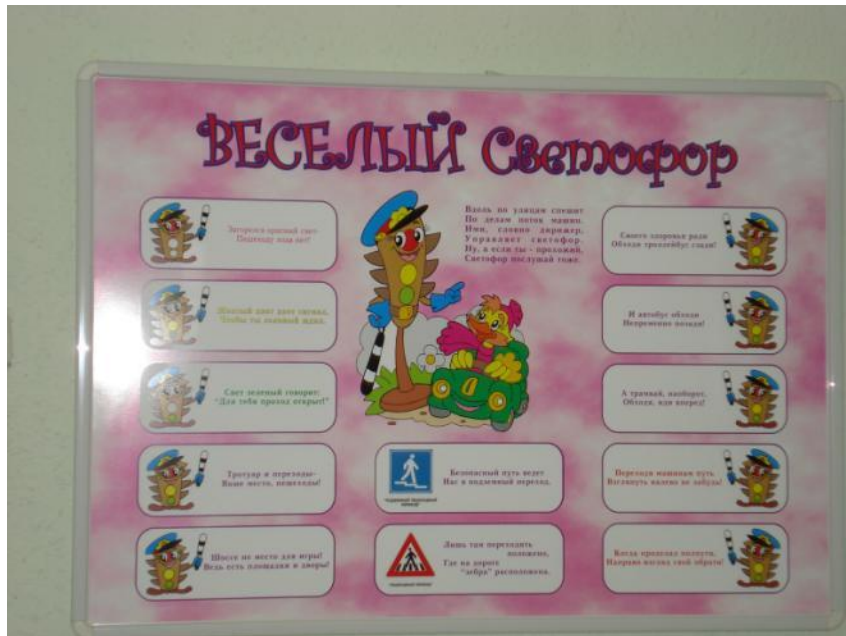 ВЕСЕЛЫЙ Светофор
Вдоль по улицам спешит
По делам поток машин.
Ими, словно дирижер,
Управляет светофор.
Ну, а если ты - прохожий,
Светофор послушай тоже.
Загорелся красный свет-
Пешеходу хода нет!
Желтый цвет дает сигнал,
Чтобы ты зеленый ждал.
Свет зеленый говорит:
"Для тебя проход открыт!"
Тротуар и переходы-
Ваше место, пешеходы!
Шоссе не место для игры!
Ведь есть площадки и дворы!
Безопасный путь ведет
Нас в подземный переход.
Лишь там переходить
положено,
Где на дороге
"зебра" расположена.
Своего здоровья ради
Обходи троллейбус сзади!
И автобус обходи
Непременно позади!
А трамвай, наоборот,
Обходи, идя вперед!
Переходя машинам путь
Взглянуть налево не забудь!
Когда прошел полпути,
Направо взгляд свой обрати!